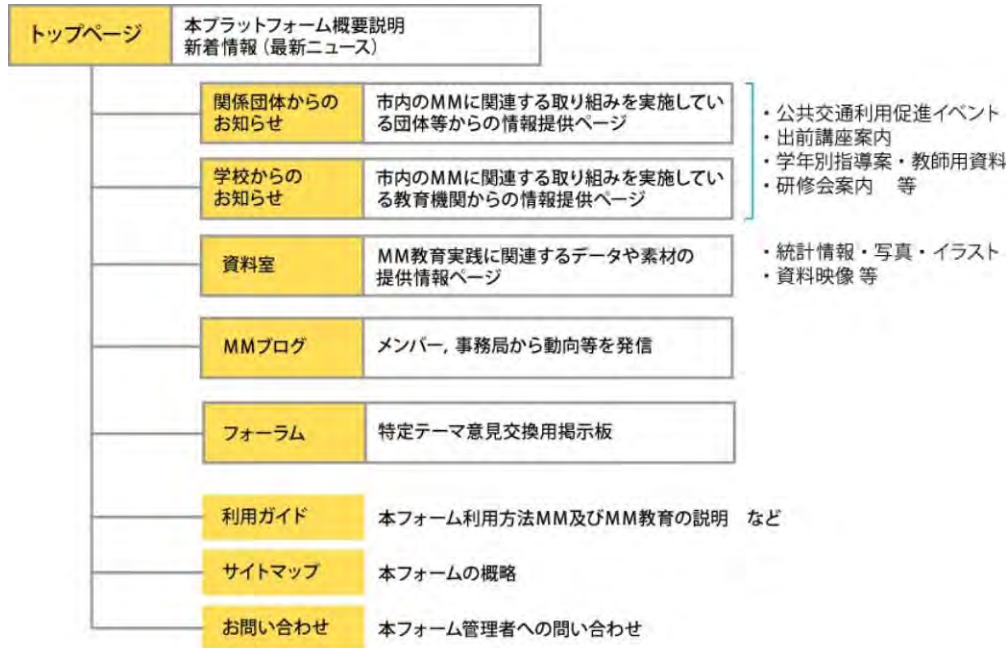 トップページ
本プラットフォーム概要説明
新着情報（最新ニュース）
関係団体からの
お知らせ
市内のMMに関連する取り組みを実施してい
る団体等からの情報提供ページ
学校からの
お知らせ
市内のMMに関連する取り組みを実施してい
る教育機関からの情報提供ページ
・公共交通利用促進イベント
・出前講座案内
・学年別指導案・教師用資料
・研修会案内　等
資料室
MM教育実践に関連するデータや素材の
提供情報ページ
・統計情報・写真・イラスト
・資料映像 等
MMブログ
メンバー，事務局から動向等を発信
フォーラム
特定テーマ意見交換用掲示板
利用ガイド
本フォーム利用方法MM及びMM教育の説明　など
サイトマップ
本フォームの概略
お問い合わせ
本フォーム管理者への問い合わせ